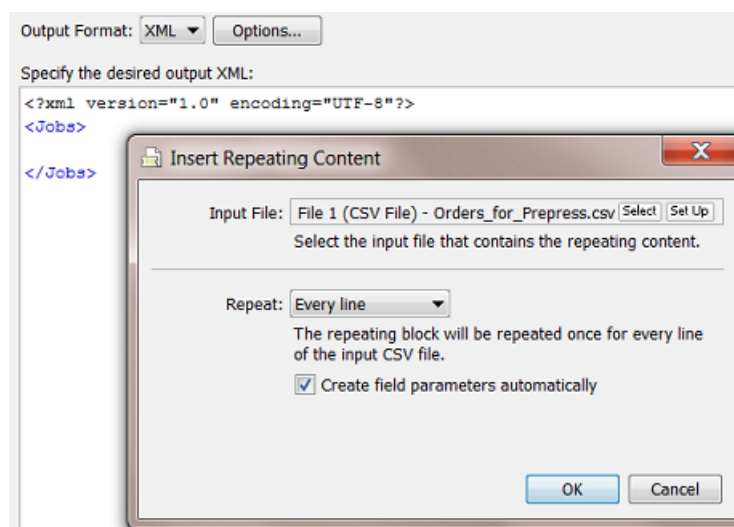 Output Format: XML Options...
Specify the desired output XML:
<?xml version="1.0" encoding="UTF-8"?>
<Jobs>
</Jobs>
Insert Repeating Content
Input File: File 1 (CSV File) - Orders_for_Prepress.csv Select Set Up
Select the input file that contains the repeating content.
Repeat: Every line
The repeating block will be repeated once for every line
of the input CSV file.
Create field parameters automatically
OK Cancel